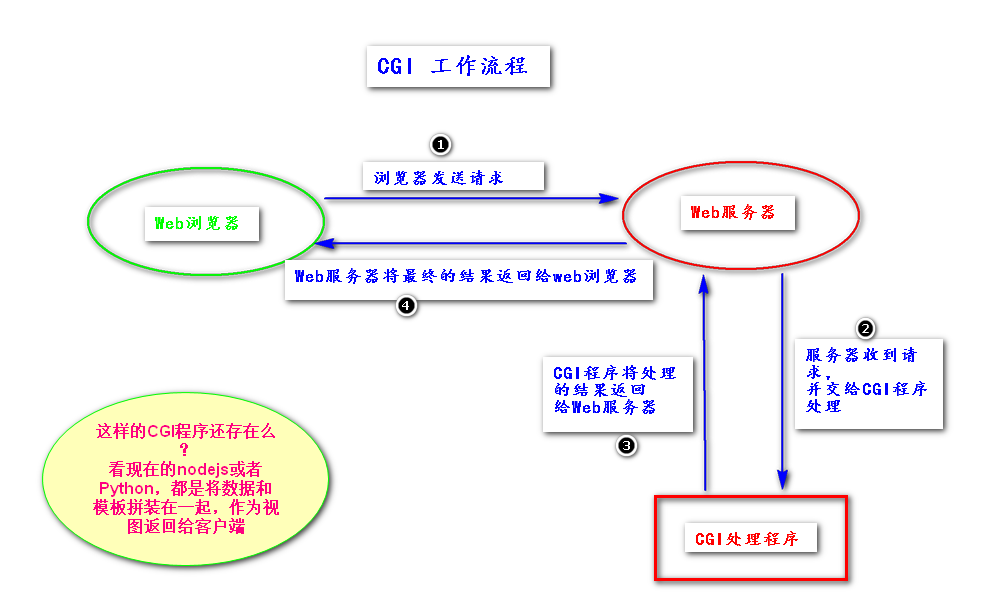 CGI 工作流程
❶
浏览器发送请求
Web浏览器
Web服务器
Web服务器将最终的结果返回给web浏览器
❹
❷
服务器收到请
求，
并交给CGI程序
处理
CGI程序将处理
的结果返回
给Web服务器
❸
这样的CGI程序还存在么
？
看现在的nodejs或者
Python，都是将数据和
模板拼装在一起，作为视
图返回给客户端
CGI处理程序